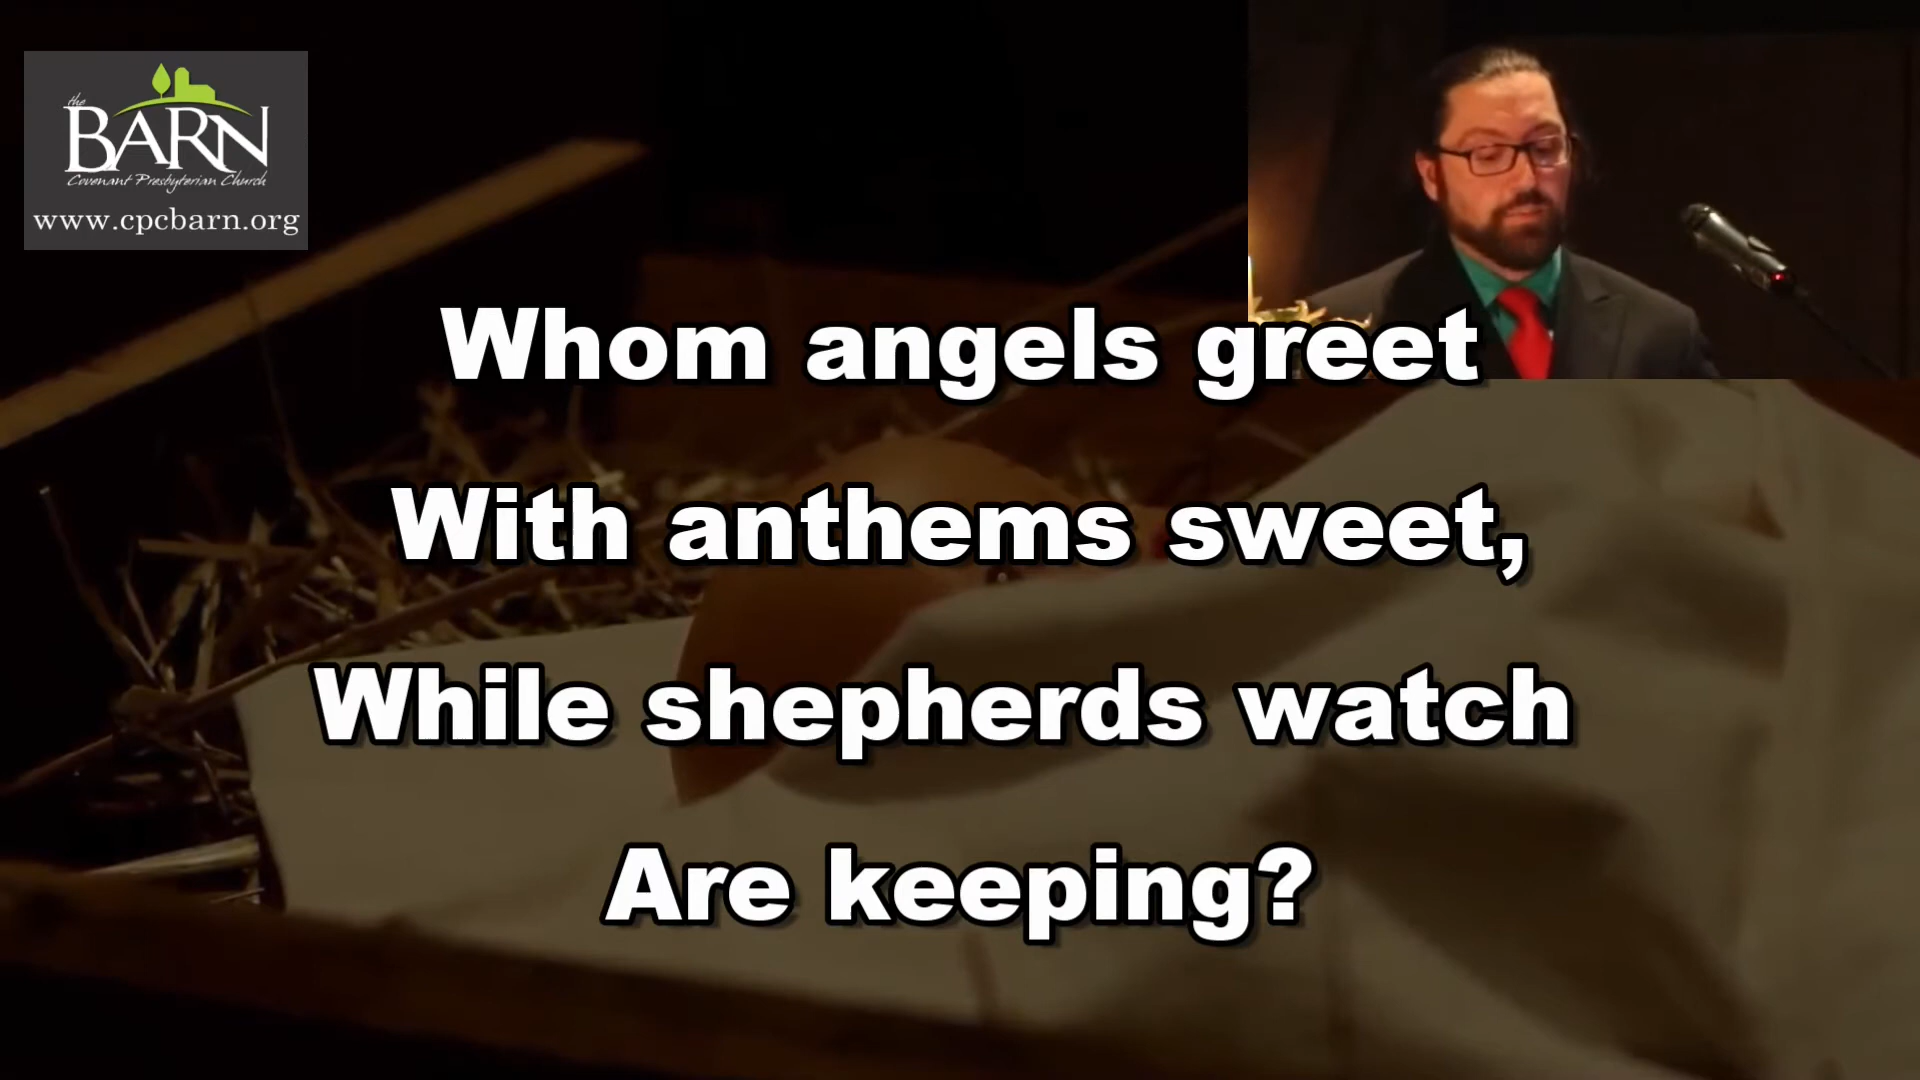 the
BARN
Covenant Presbyterian Church
www.cpcbarn.org
Whom angels greet
With anthems sweet,
While shepherds watch
Are keeping?